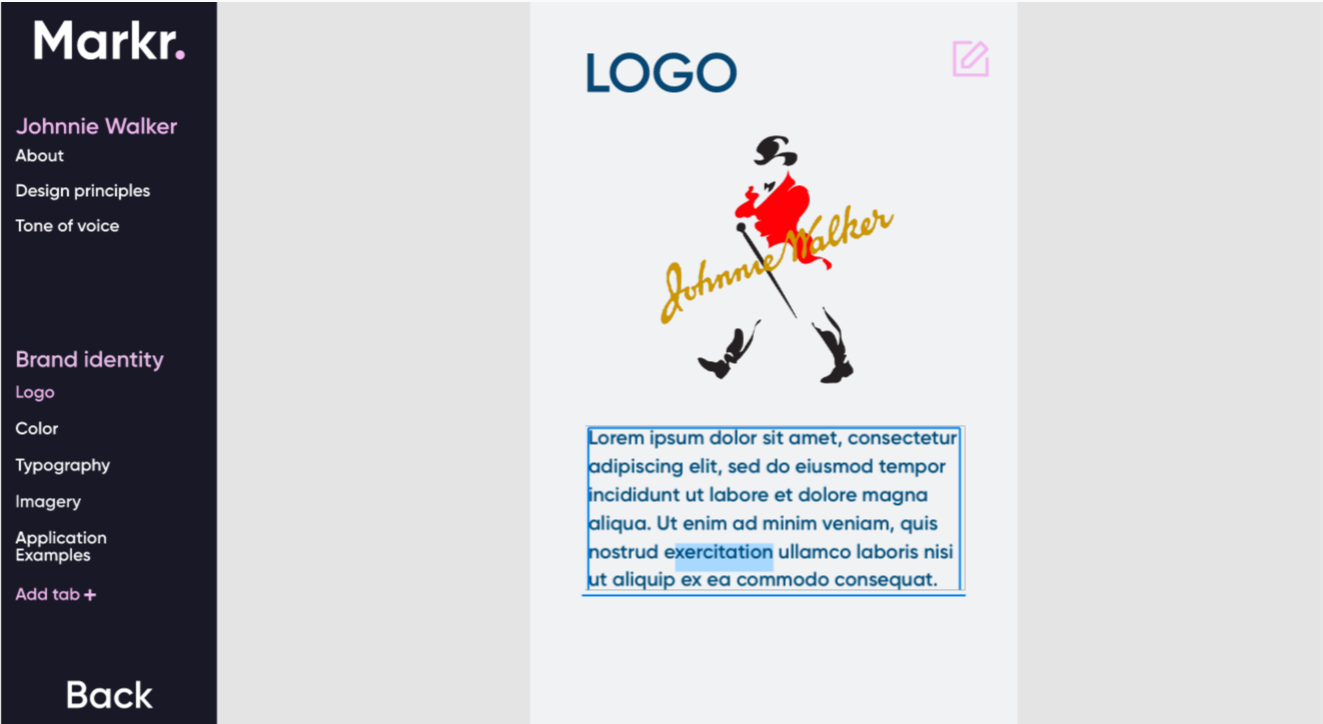 Markr.
Johnnie Walker
About
Design principles
Tone of voice
Brand identity
Logo
Color
Typography
Imagery
Application
Examples
Add tab +
Back
LOGO
Johnnie Walker
Lorem ipsum dolor sit amet, consectetur
adipiscing elit, sed do eiusmod tempor
incididunt ut labore et dolore magna
aliqua. Ut enim ad minim veniam, quis
nostrud exercitation ullamco laboris nisi
ut aliquip ex ea commodo consequat.